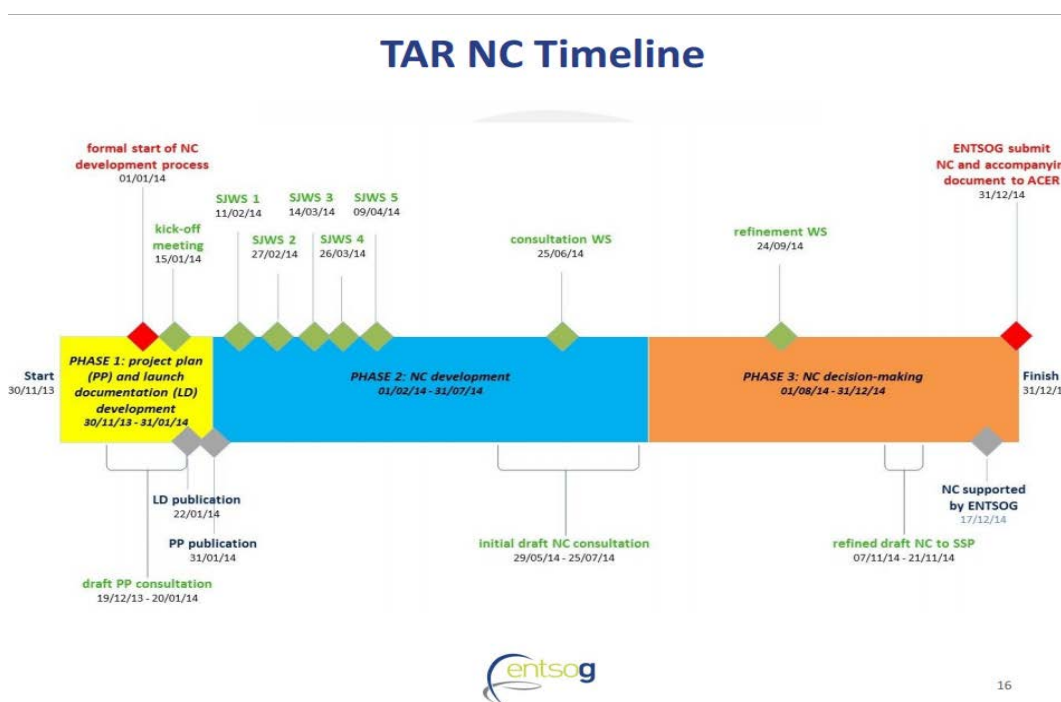 TAR NC Timeline
formal start of NC
development process
01/01/14
kick-off
meeting
15/01/14
SJWS 1
11/02/14
SJWS 2
27/02/14
SJWS 3
14/03/14
SJWS 4
26/03/14
SJWS 5
09/04/14
consultation WS
25/06/14
refinement WS
24/09/14
ENTSOG submit
NC and accompanyin
document to ACER
31/12/14
Start
30/11/13
PHASE 1: project plan
(PP) and launch
documentation (LD)
development
30/11/13 - 31/01/14
PHASE 2: NC development
01/02/14 - 31/07/14
PHASE 3: NC decision-making
01/08/14 - 31/12/14
Finish
31/12/1
LD publication
22/01/14
PP publication
31/01/14
draft PP consultation
19/12/13 - 20/01/14
initial draft NC consultation
29/05/14 - 25/07/14
refined draft NC to SSP
07/11/14 - 21/11/14
NC supported
by ENTSOG
17/12/14
entsog
16